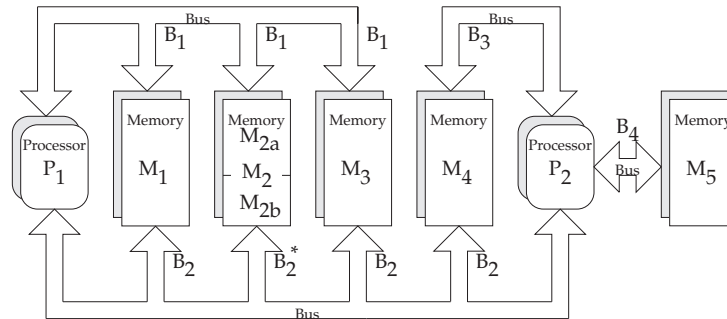 Bus
B1 B1 B1 B3
Memory Memory Memory Memory Memory
M2a
Processor Processor B4
P1 M1 M2 M3 M4 P2 Bus M5
M2b
B2 B2* B2 B2
Bus
Bus